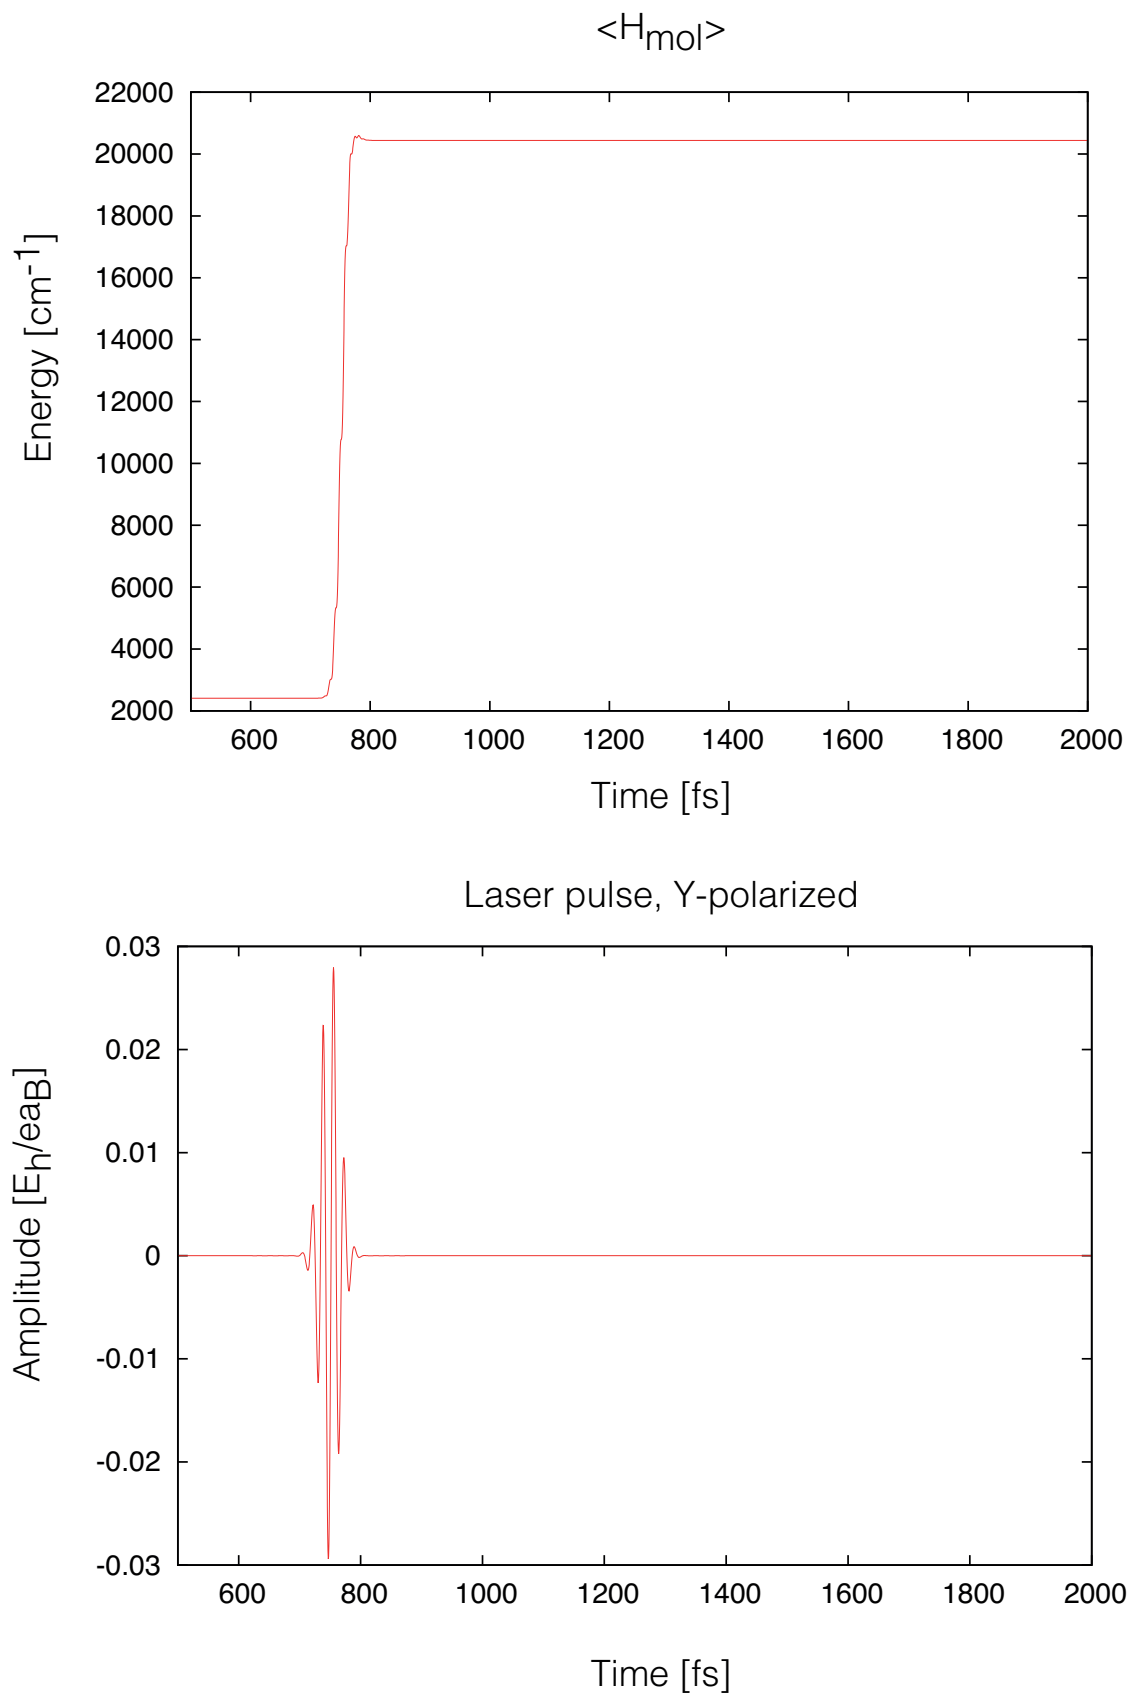 <Hmol>
22000
20000
18000
16000
14000
12000
10000
8000
6000
4000
2000
Energy [cm-1]
600 800 1000 1200 1400 1600 1800 2000
Time [fs]
Laser pulse, Y-polarized
0.03
0.02
0.01
0
-0.01
-0.02
-0.03
Amplitude [Eh/eaB]
600 800 1000 1200 1400 1600 1800 2000
Time [fs]